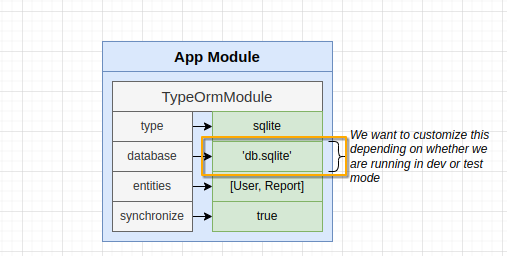 App Module
TypeOrmModule
type
sqlite
database
'db.sqlite'
We want to customize this
depending on whether we
are running in dev or test
mode
entities
[User, Report]
synchronize
true